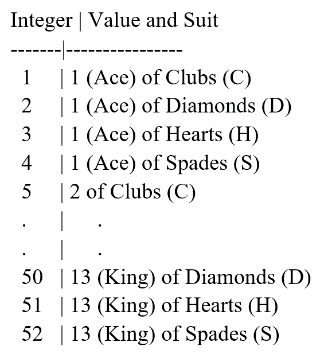 Integer | Value and Suit
-------|----------------
1 | 1 (Ace) of Clubs (C)
2 | 1 (Ace) of Diamonds (D)
3 | 1 (Ace) of Hearts (H)
4 | 1 (Ace) of Spades (S)
5 | 2 of Clubs (C)
. | .
. | .
50 | 13 (King) of Diamonds (D)
51 | 13 (King) of Hearts (H)
52 | 13 (King) of Spades (S)